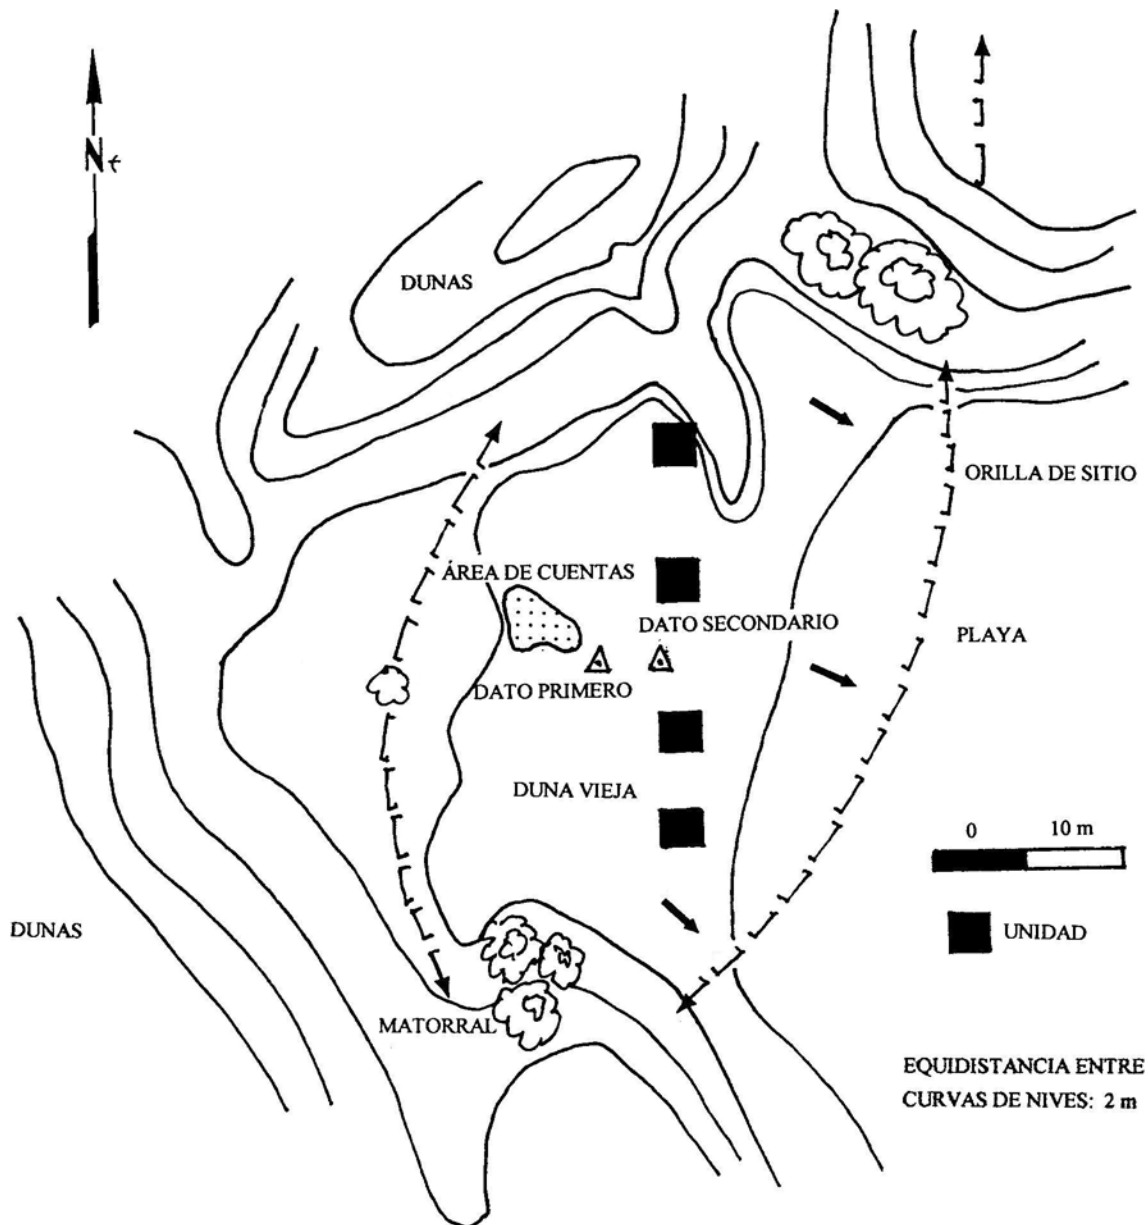 N
DUNAS
ORILLA DE SITIO
ÁREA DE CUENTAS
DATO SECONDARIO
PLAYA
DATO PRIMERO
DUNA VIEJA
0 10 m
DUNAS
UNIDAD
MATORRAL
EQUIDISTANCIA ENTRE
CURVAS DE NIVES: 2 m